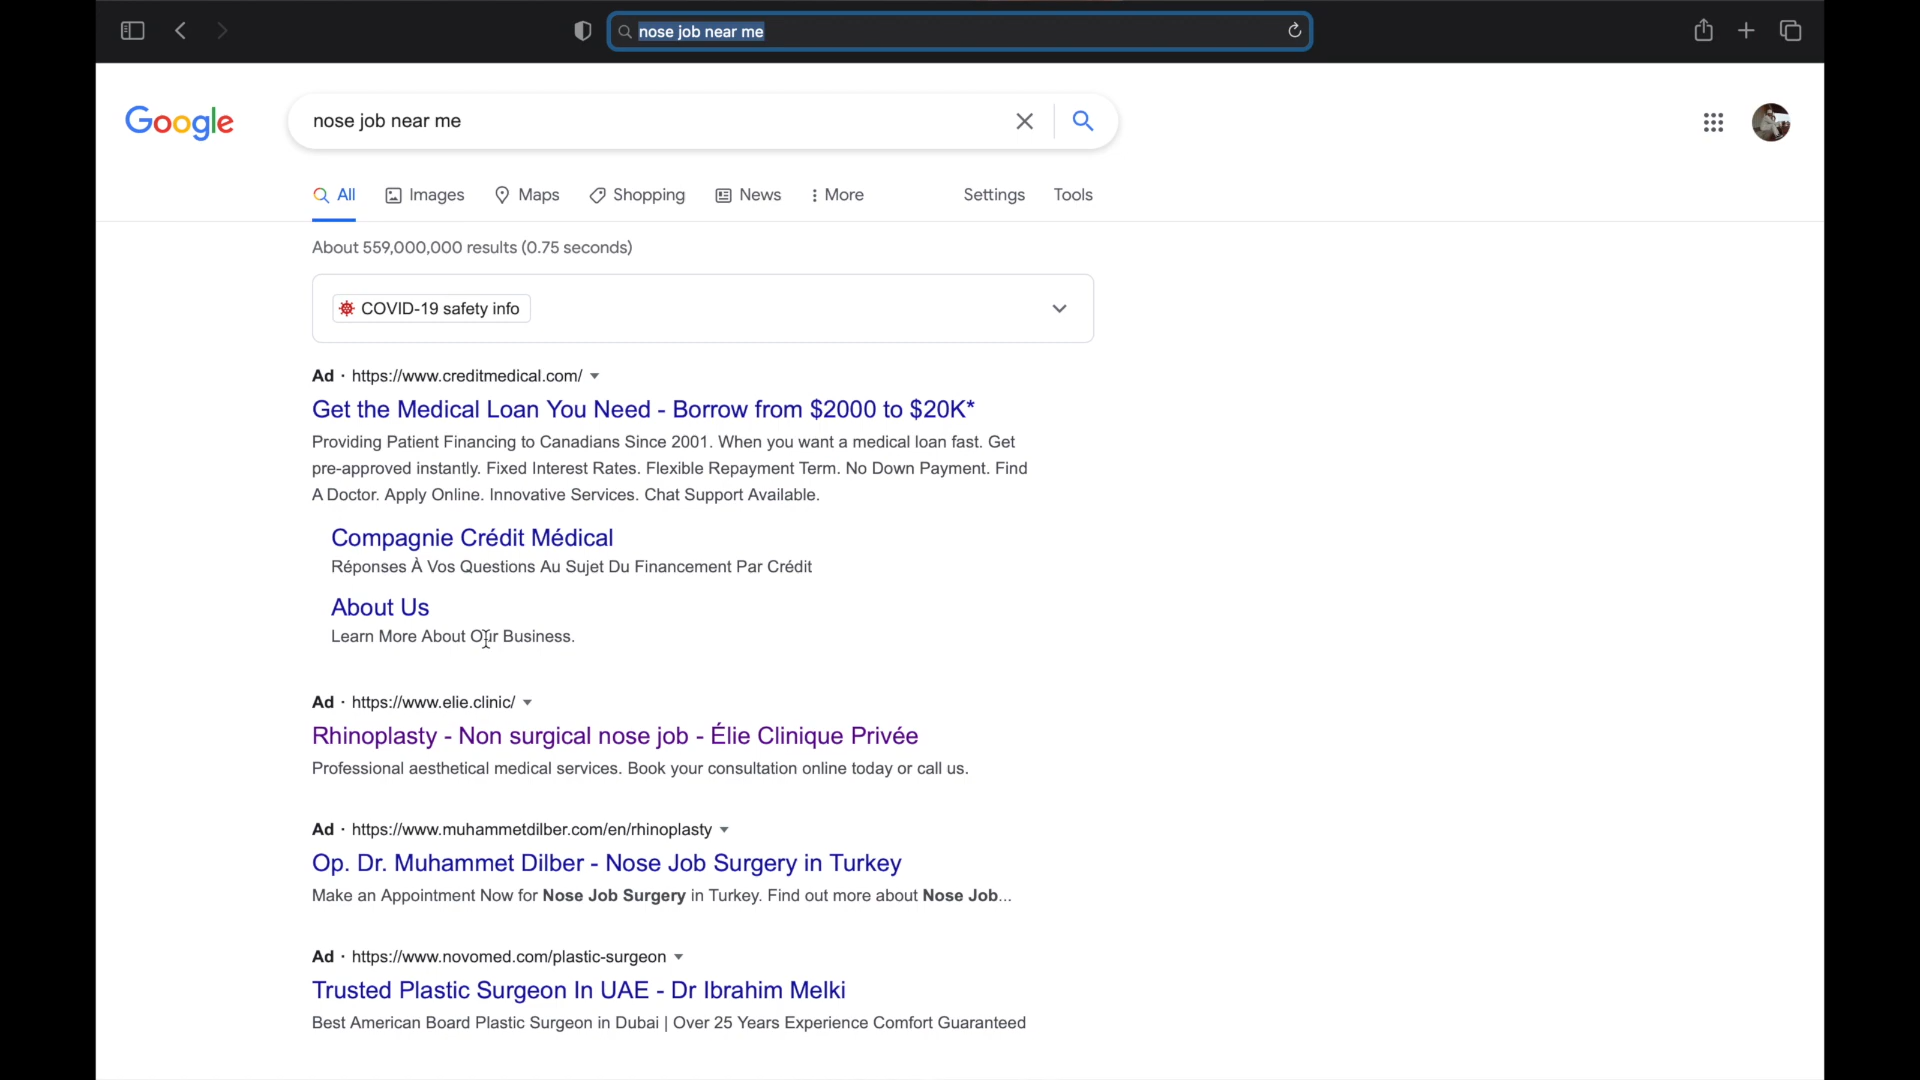 nose job near me
Google
nose job near me
All Images Maps Shopping News More Settings Tools
About 559,000,000 results (0.75 seconds)
COVID-19 safety info
Ad · https://www.creditmedical.com/
Get the Medical Loan You Need - Borrow from $2000 to $20K*
Providing Patient Financing to Canadians Since 2001. When you want a medical loan fast. Get
pre-approved instantly. Fixed Interest Rates. Flexible Repayment Term. No Down Payment. Find
A Doctor. Apply Online. Innovative Services. Chat Support Available.
Compagnie Crédit Médical
Réponses À Vos Questions Au Sujet Du Financement Par Crédit
About Us
Learn More About Our Business.
Ad · https://www.elie.clinic/
Rhinoplasty - Non surgical nose job - Élie Clinique Privée
Professional aesthetical medical services. Book your consultation online today or call us.
Ad · https://www.muhammetdilber.com/en/rhinoplasty
Op. Dr. Muhammet Dilber - Nose Job Surgery in Turkey
Make an Appointment Now for Nose Job Surgery in Turkey. Find out more about Nose Job...
Ad · https://www.novomed.com/plastic-surgeon
Trusted Plastic Surgeon In UAE - Dr Ibrahim Melki
Best American Board Plastic Surgeon in Dubai | Over 25 Years Experience Comfort Guaranteed